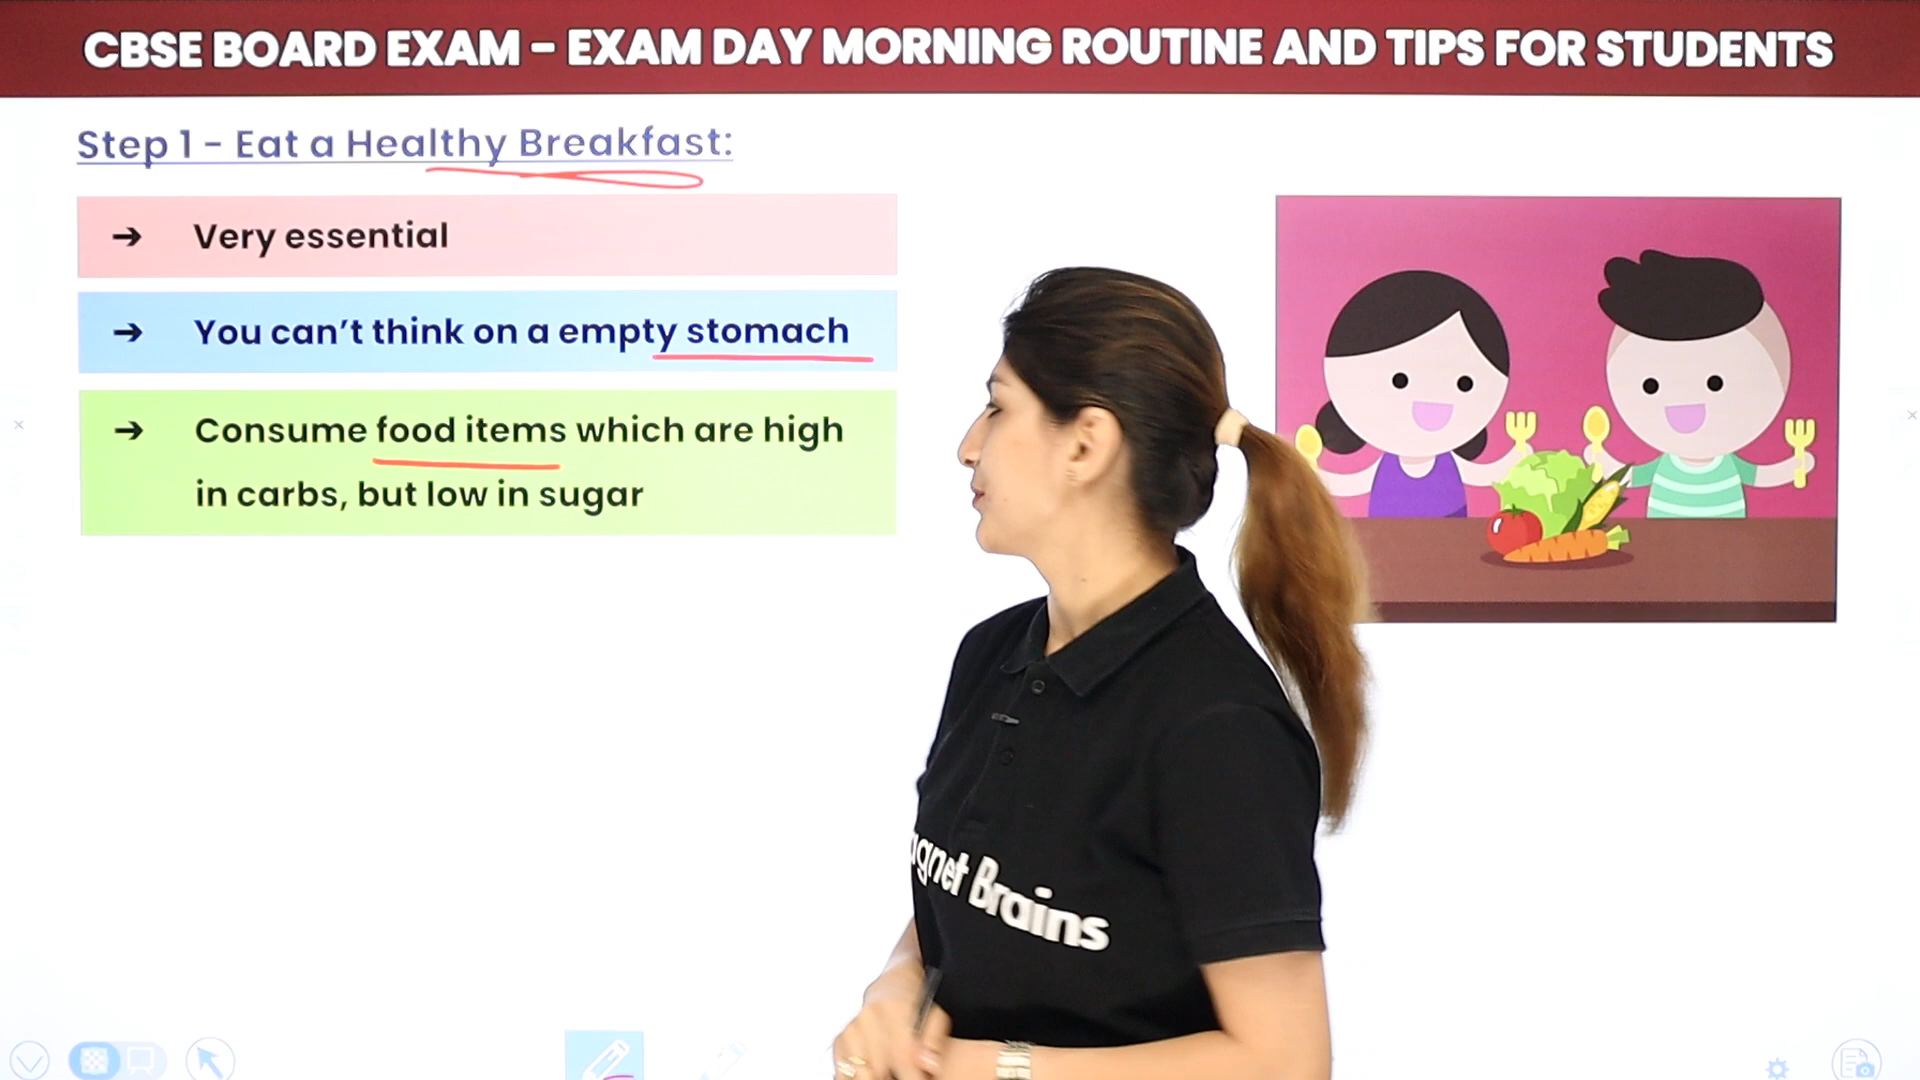 CBSE BOARD EXAM – EXAM DAY MORNING ROUTINE AND TIPS FOR STUDENTS
Step 1 - Eat a Healthy Breakfast:
➔ Very essential
➔ You can't think on a empty stomach
➔ Consume food items which are high
in carbs, but low in sugar
Brains